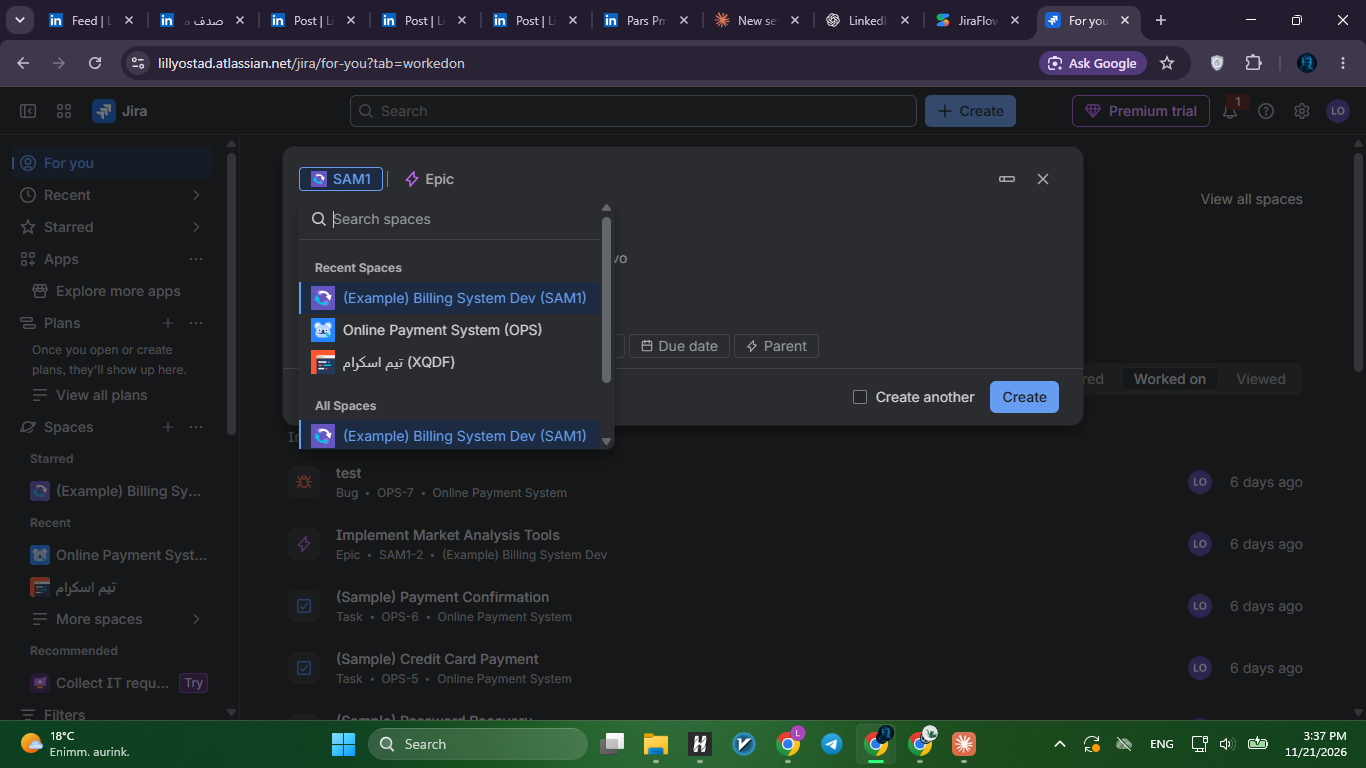 Feed | L
صدف م
Post | Li
Post | Li
Post | Li
Pars Pr
New se
LinkedI
JiraFlow
For you
lillyostad.atlassian.net/jira/for-you?tab=workedon
Ask Google
Jira
Search
Create
Premium trial
1
LO
For you
Recent
Starred
Apps
Explore more apps
Plans
Once you open or create
plans, they'll show up here.
View all plans
Spaces
Starred
(Example) Billing Sy...
Recent
Online Payment Syst...
تیم اسکرام
More spaces
Recommended
Collect IT requ...
Try
Filters
SAM1
Epic
Search spaces
Recent Spaces
(Example) Billing System Dev (SAM1)
Online Payment System (OPS)
تیم اسکرام (XQDF)
All Spaces
(Example) Billing System Dev (SAM1)
Due date
Parent
Create another
Create
View all spaces
Worked on
Viewed
test
Bug • OPS-7 • Online Payment System
LO
6 days ago
Implement Market Analysis Tools
Epic • SAM1-2 • (Example) Billing System Dev
LO
6 days ago
(Sample) Payment Confirmation
Task • OPS-6 • Online Payment System
LO
6 days ago
(Sample) Credit Card Payment
Task • OPS-5 • Online Payment System
LO
6 days ago
(Sample) Password Recovery
18°C
Enimm. aurink.
Search
L
ENG
3:37 PM
11/21/2026